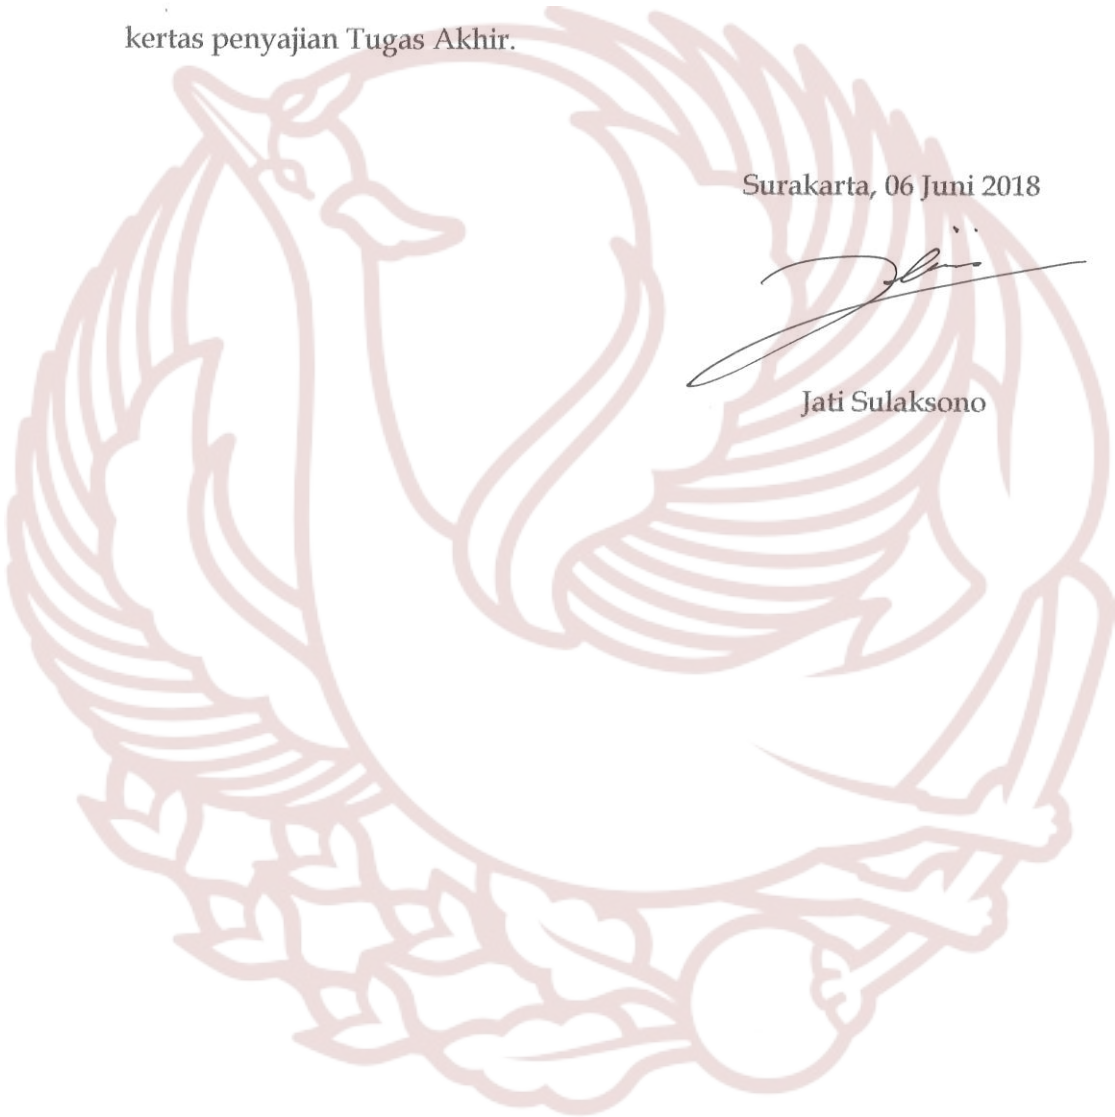 kertas penyajian Tugas Akhir.
Surakarta, 06 Juni 2018
Jati Sulaksono